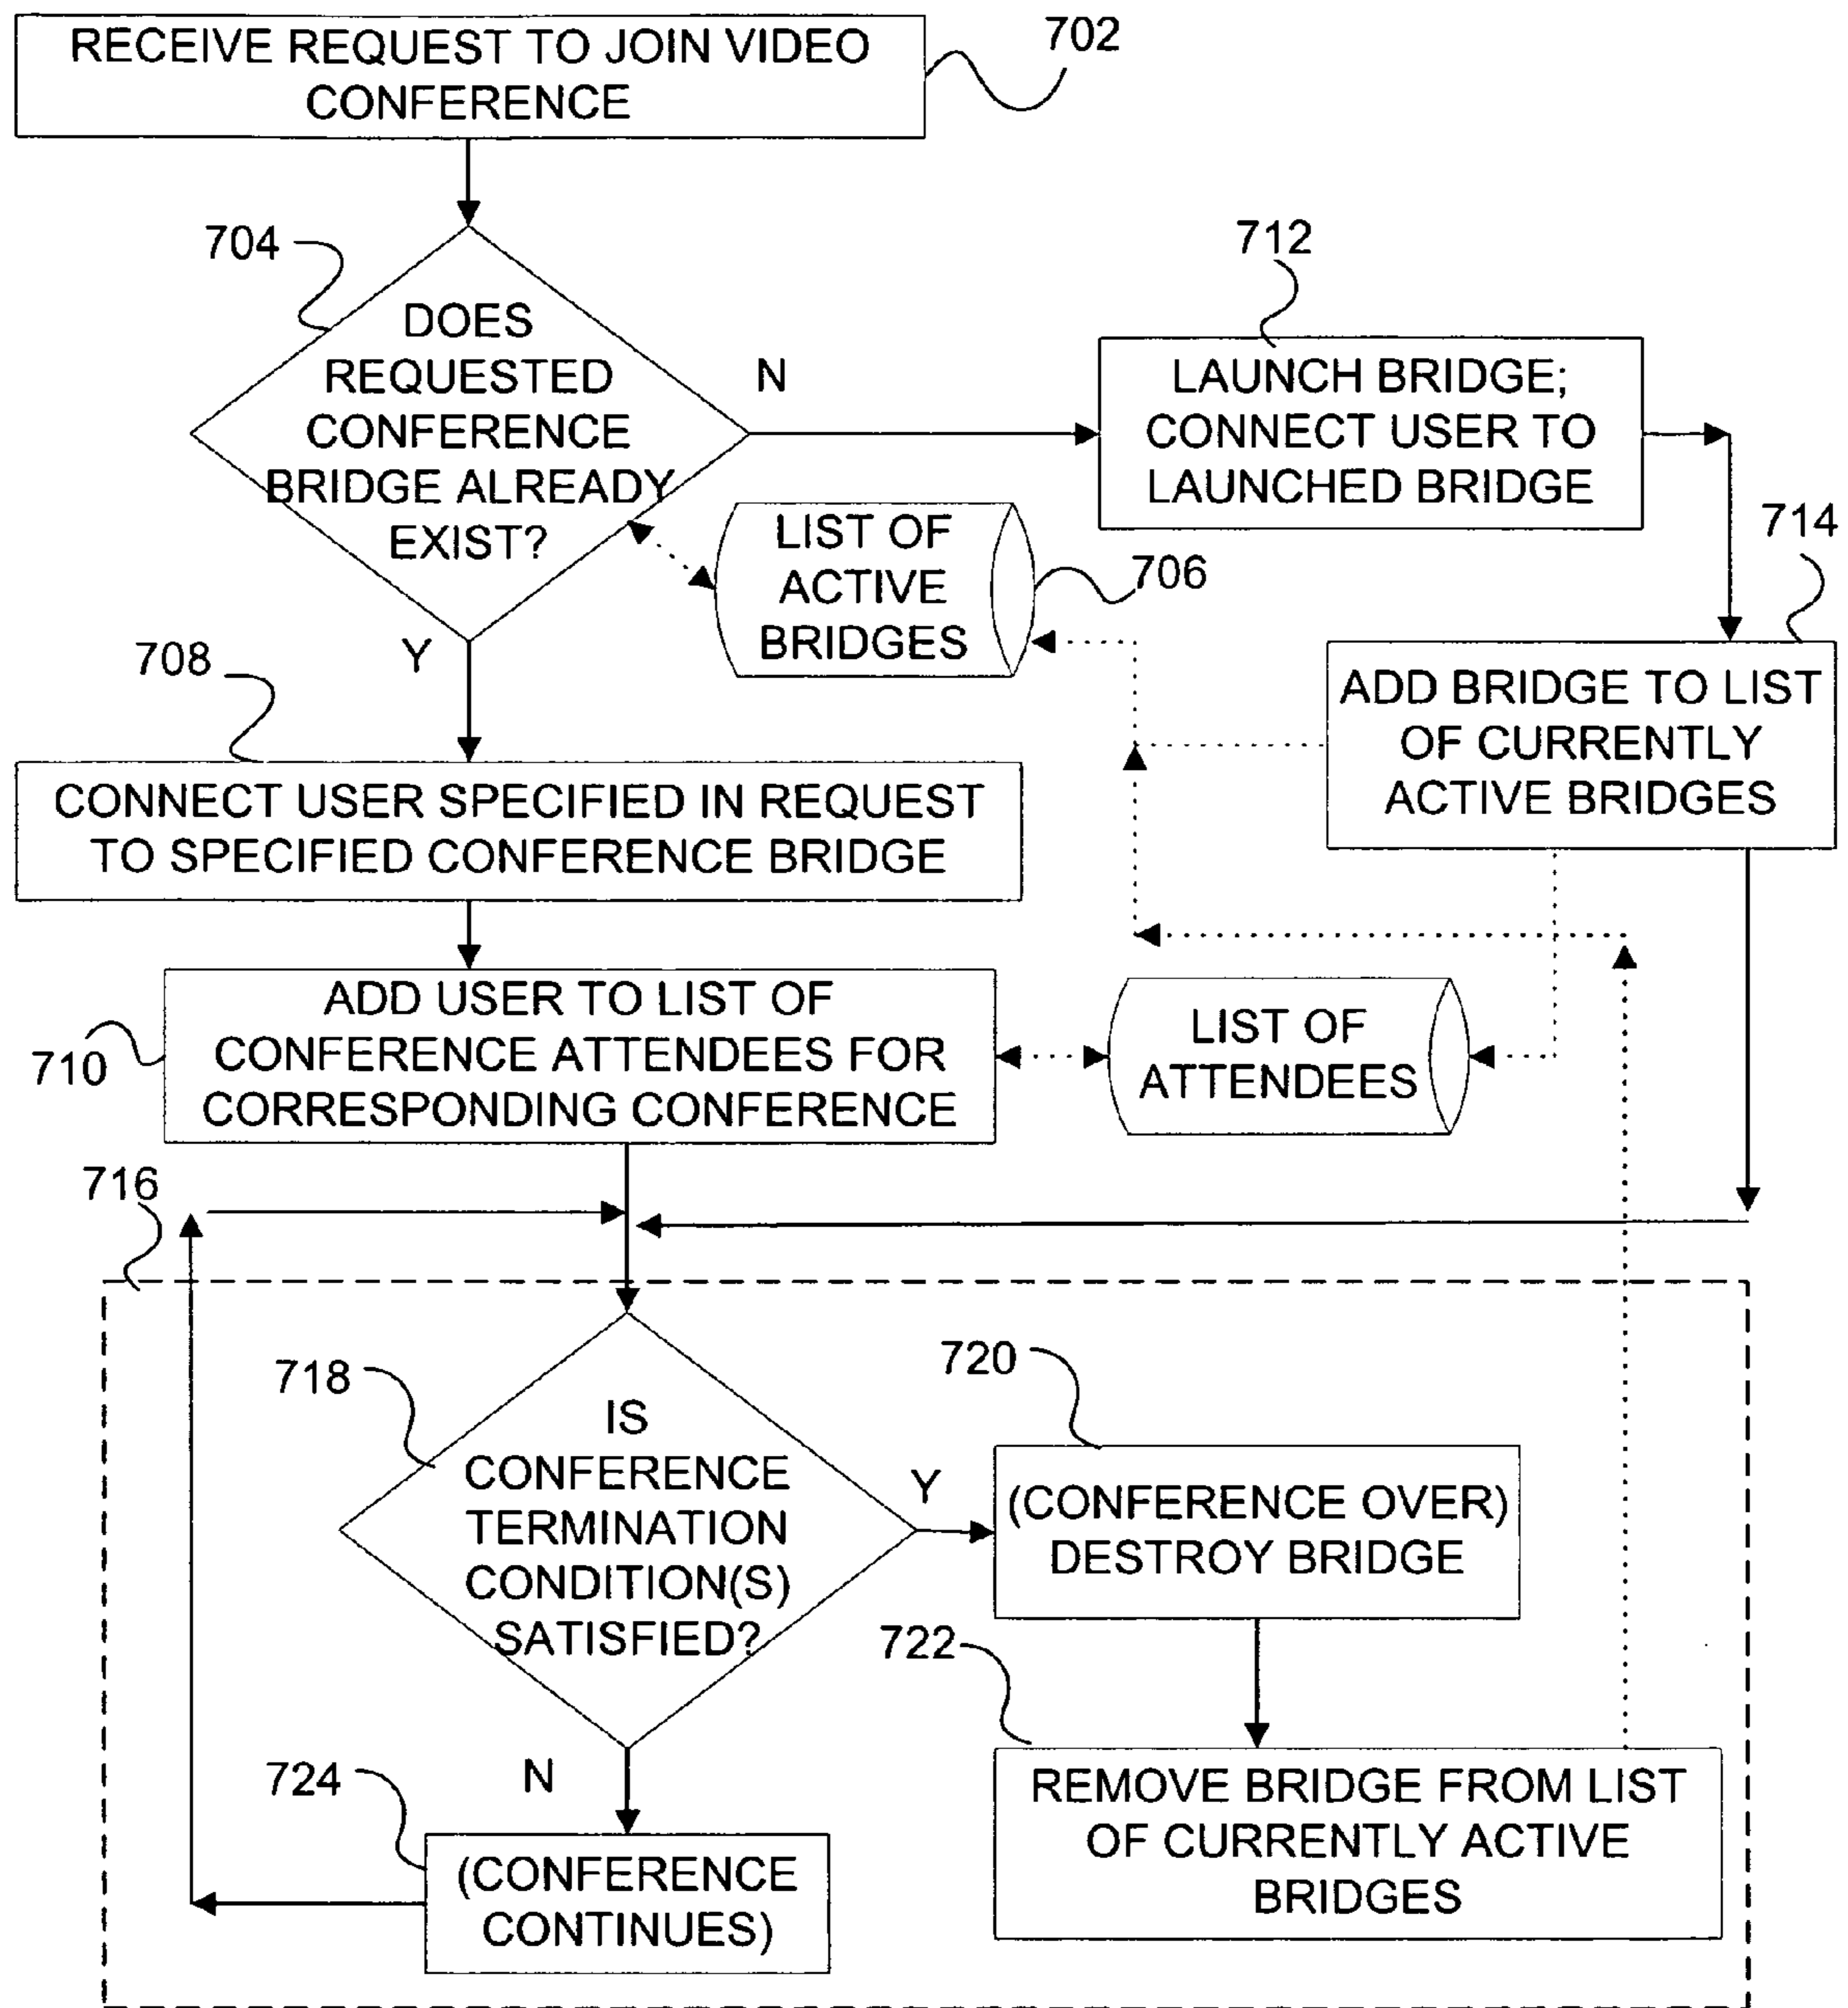 RECEIVE REQUEST TO JOIN VIDEO
CONFERENCE
702
704
DOES
REQUESTED
CONFERENCE
BRIDGE ALREADY
EXIST?
N
712
LAUNCH BRIDGE;
CONNECT USER TO
LAUNCHED BRIDGE
LIST OF
ACTIVE
BRIDGES
706
714
ADD BRIDGE TO LIST
OF CURRENTLY
ACTIVE BRIDGES
Y
708
CONNECT USER SPECIFIED IN REQUEST
TO SPECIFIED CONFERENCE BRIDGE
710
ADD USER TO LIST OF
CONFERENCE ATTENDEES FOR
CORRESPONDING CONFERENCE
LIST OF
ATTENDEES
716
718
IS
CONFERENCE
TERMINATION
CONDITION(S)
SATISFIED?
Y
720
(CONFERENCE OVER)
DESTROY BRIDGE
722
REMOVE BRIDGE FROM LIST
OF CURRENTLY ACTIVE
BRIDGES
N
724
(CONFERENCE
CONTINUES)